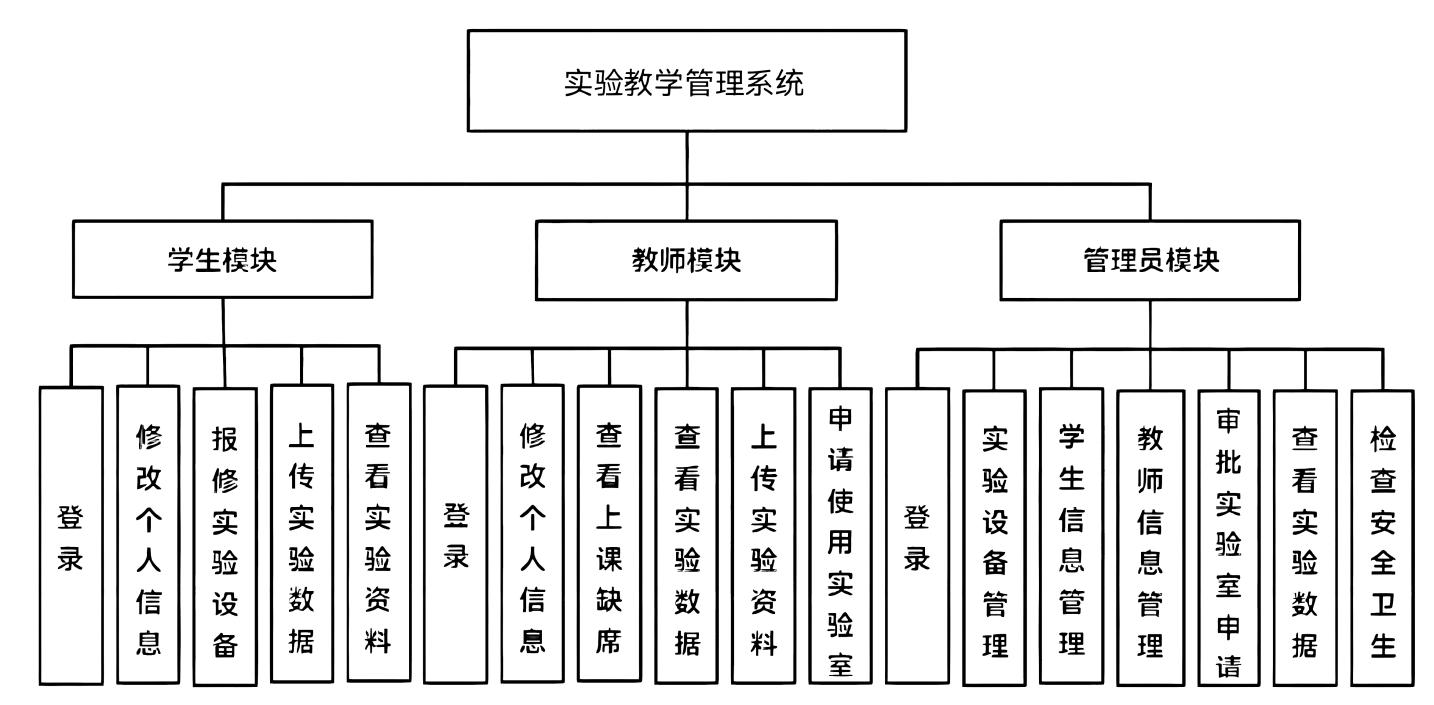 实验教学管理系统
学生模块
教师模块
管理员模块
登录
修改个人信息
报修实验设备
上传实验数据
查看实验资料
登录
修改个人信息
查看上课缺席
查看实验数据
上传实验资料
申请使用实验室
登录
实验设备管理
学生信息管理
教师信息管理
审批实验室申请
查看实验数据
检查安全卫生